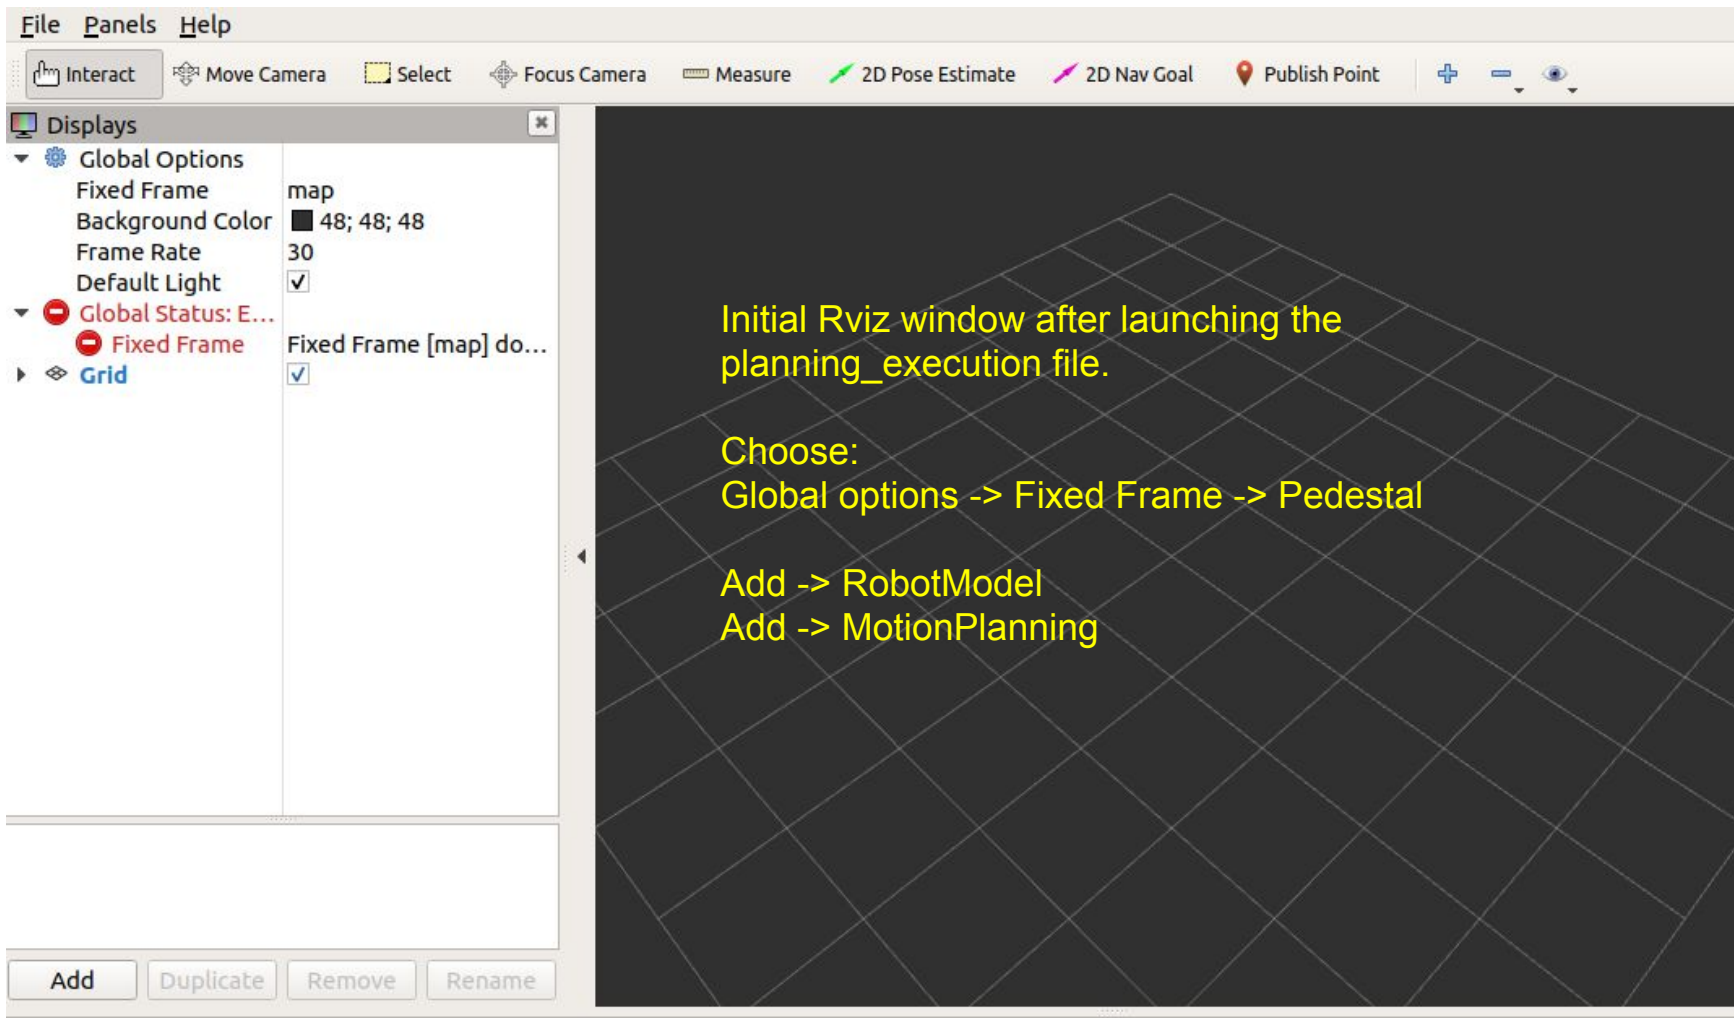 File Panels Help
Interact Move Camera Select Focus Camera Measure 2D Pose Estimate 2D Nav Goal Publish Point
Displays
Global Options
Fixed Frame map
Background Color 48; 48; 48
Frame Rate 30
Default Light
Global Status: E...
Fixed Frame Fixed Frame [map] do...
Grid
Initial Rviz window after launching the
planning_execution file.
Choose:
Global options -> Fixed Frame -> Pedestal
Add -> RobotModel
Add -> MotionPlanning
Add Duplicate Remove Rename